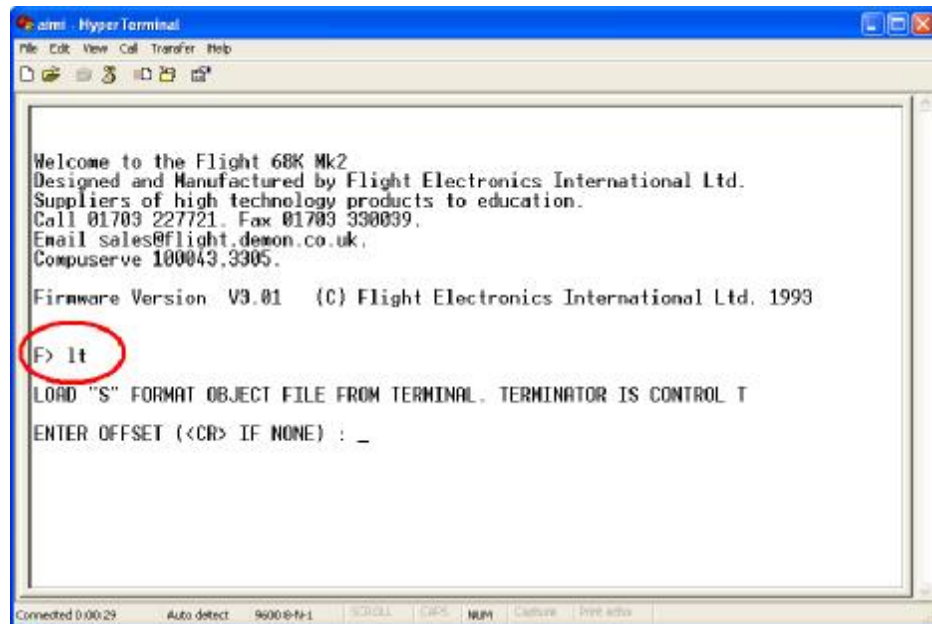 aimi - HyperTerminal
File Edit View Call Transfer Help
Welcome to the Flight 68K Mk2
Designed and Manufactured by Flight Electronics International Ltd.
Suppliers of high technology products to education.
Call 01703 227721. Fax 01703 330039.
Email sales@flight.demon.co.uk.
Compuserve 100043,3305.
Firmware Version V3.01 (C) Flight Electronics International Ltd. 1993
F> lt
LOAD "S" FORMAT OBJECT FILE FROM TERMINAL. TERMINATOR IS CONTROL T
ENTER OFFSET (<CR> IF NONE) : _
Connected 0:00:29 Auto detect 9600 8-N-1 SCROLL CAPS NUM Capture Print echo